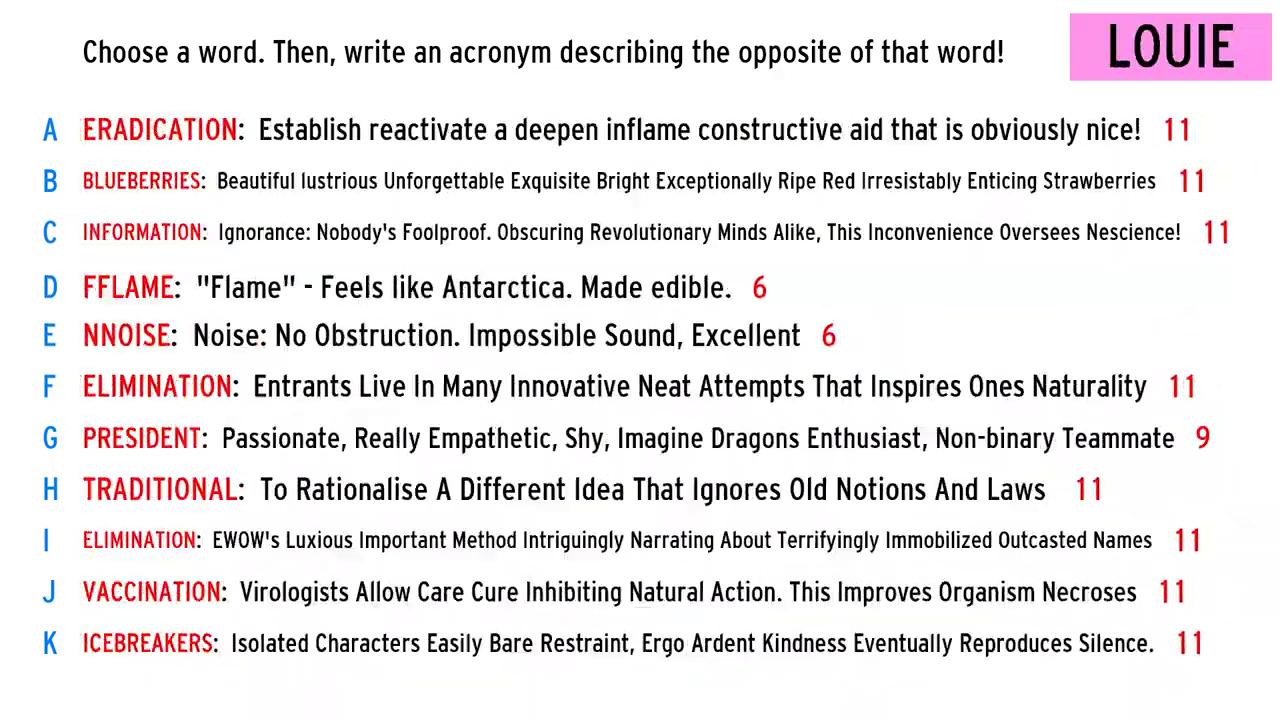 Choose a word. Then, write an acronym describing the opposite of that word!
LOUIE
A ERADICATION: Establish reactivate a deepen inflame constructive aid that is obviously nice! 11
B BLUEBERRIES: Beautiful lustrious Unforgettable Exquisite Bright Exceptionally Ripe Red Irresistably Enticing Strawberries 11
C INFORMATION: Ignorance: Nobody's Foolproof. Obscuring Revolutionary Minds Alike, This Inconvenience Oversees Nescience! 11
D FFLAME: "Flame" - Feels like Antarctica. Made edible. 6
E NNOISE: Noise: No Obstruction. Impossible Sound, Excellent 6
F ELIMINATION: Entrants Live In Many Innovative Neat Attempts That Inspires Ones Naturality 11
G PRESIDENT: Passionate, Really Empathetic, Shy, Imagine Dragons Enthusiast, Non-binary Teammate 9
H TRADITIONAL: To Rationalise A Different Idea That Ignores Old Notions And Laws 11
I ELIMINATION: EWOW's Luxious Important Method Intriguingly Narrating About Terrifyingly Immobilized Outcasted Names 11
J VACCINATION: Virologists Allow Care Cure Inhibiting Natural Action. This Improves Organism Necroses 11
K ICEBREAKERS: Isolated Characters Easily Bare Restraint, Ergo Ardent Kindness Eventually Reproduces Silence. 11